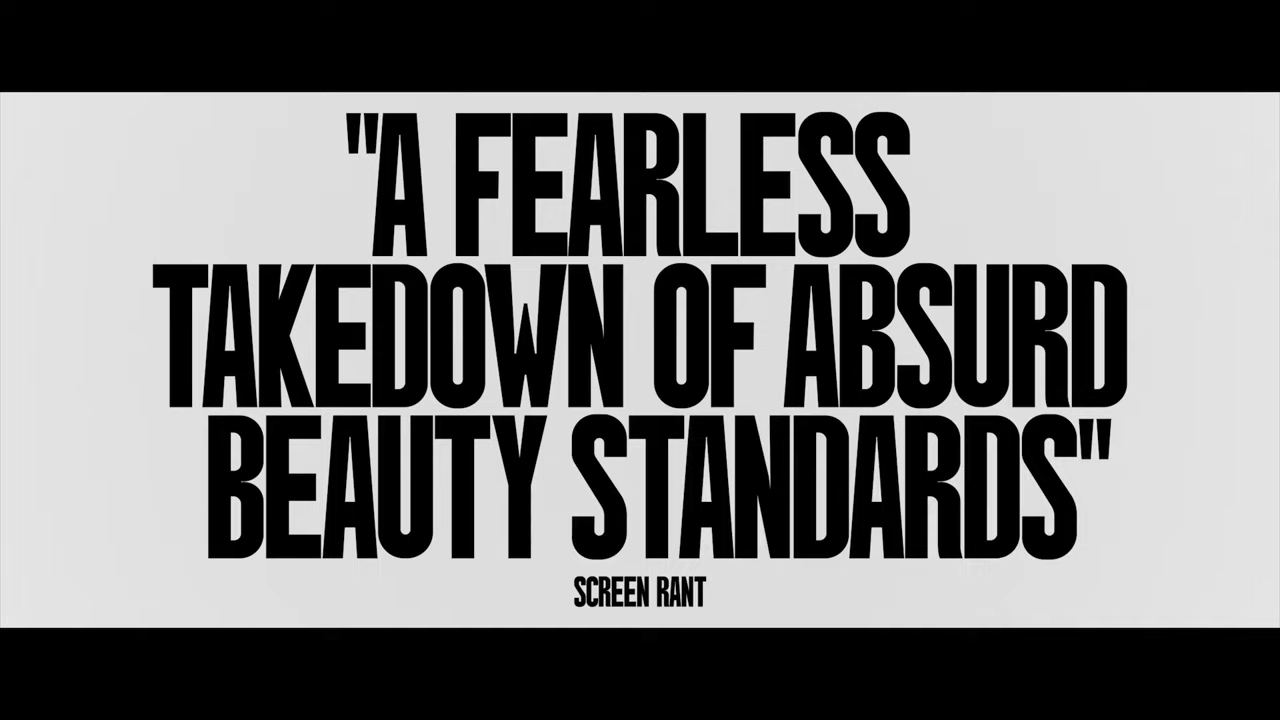 "A FEARLESS
TAKEDOWN OF ABSURD
BEAUTY STANDARDS"
SCREEN RANT